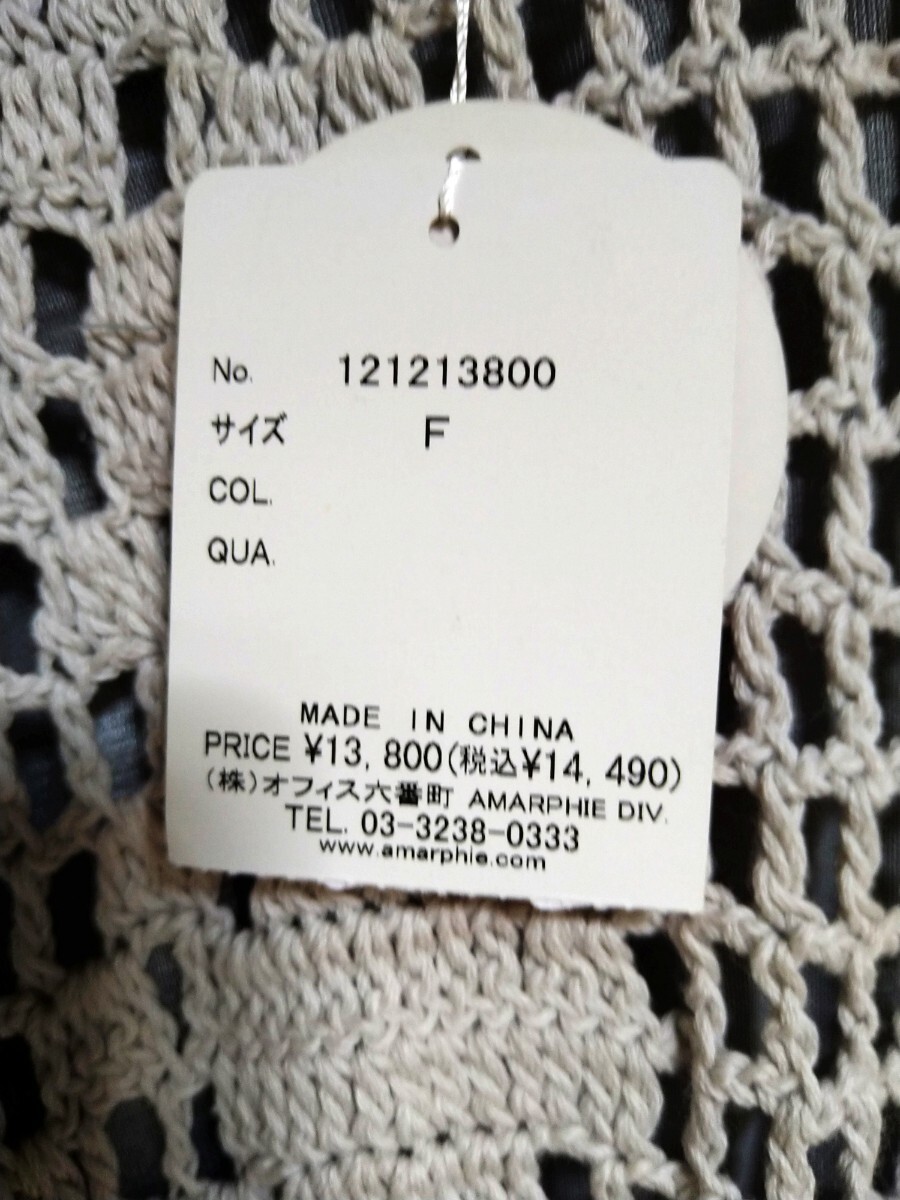 No. 121213800
サイズ F
COL.
QUA.
MADE IN CHINA
PRICE ¥13,800(税込¥14,490)
(株)オフィス六番町 AMARPHIE DIV.
TEL. 03-3238-0333
www.amarphie.com